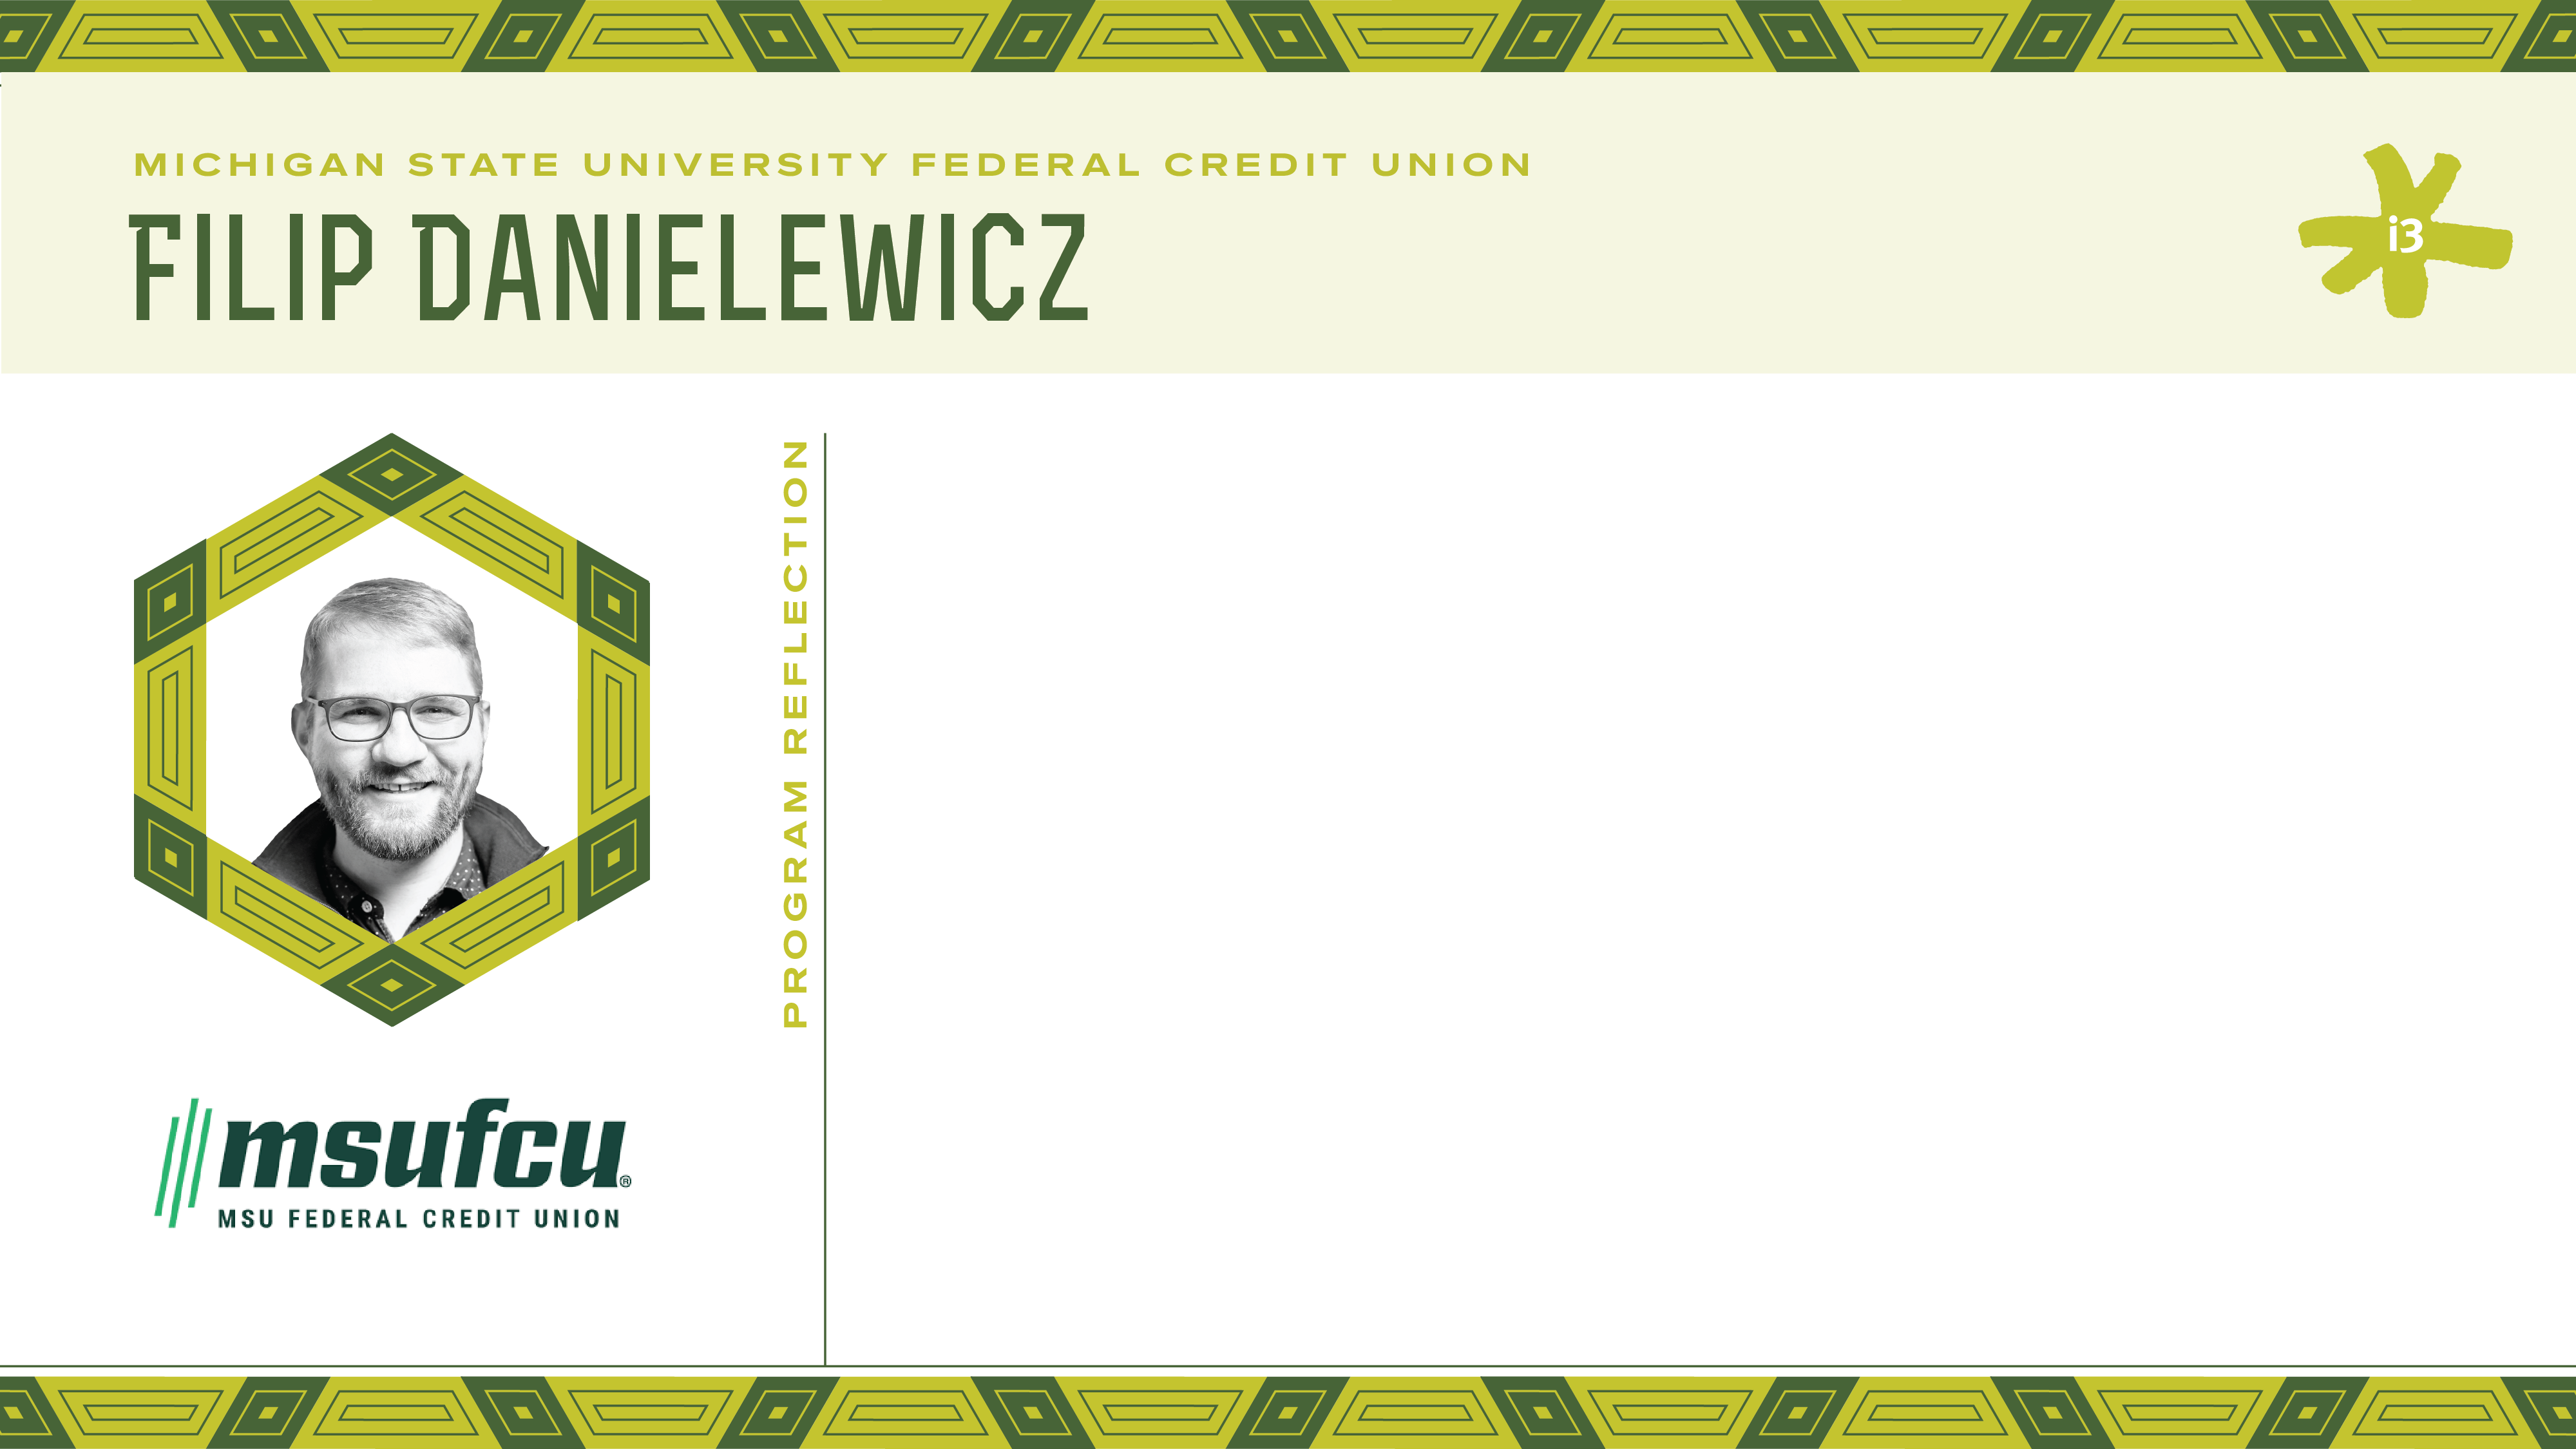 MICHIGAN STATE UNIVERSITY FEDERAL CREDIT UNION
FILIP DANIELEWICZ
i3
PROGRAM REFLECTION
msufcu®
MSU FEDERAL CREDIT UNION